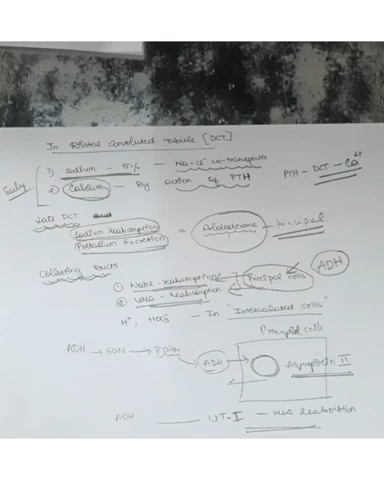 In Distal Convoluted tubule [DCT]
Early
1) Sodium - 5% - Na-Cl⁻ co-transporter
2) Calcium - By action of PTH
PTH - DCT - Ca²⁺
Late DCT
Sodium Reabsorption
Potassium Excretion
= Aldosterone - Principal
Collecting Ducts
① Water - reabsorption
② urea - Reabsorption
Principal cells
ADH
H⁺, HCO₃⁻ - In "Intercalated cells"
Principal cells
ADH → SON →
ADH → Aquaporin II
ADH — UT-I - urea Reabsorption